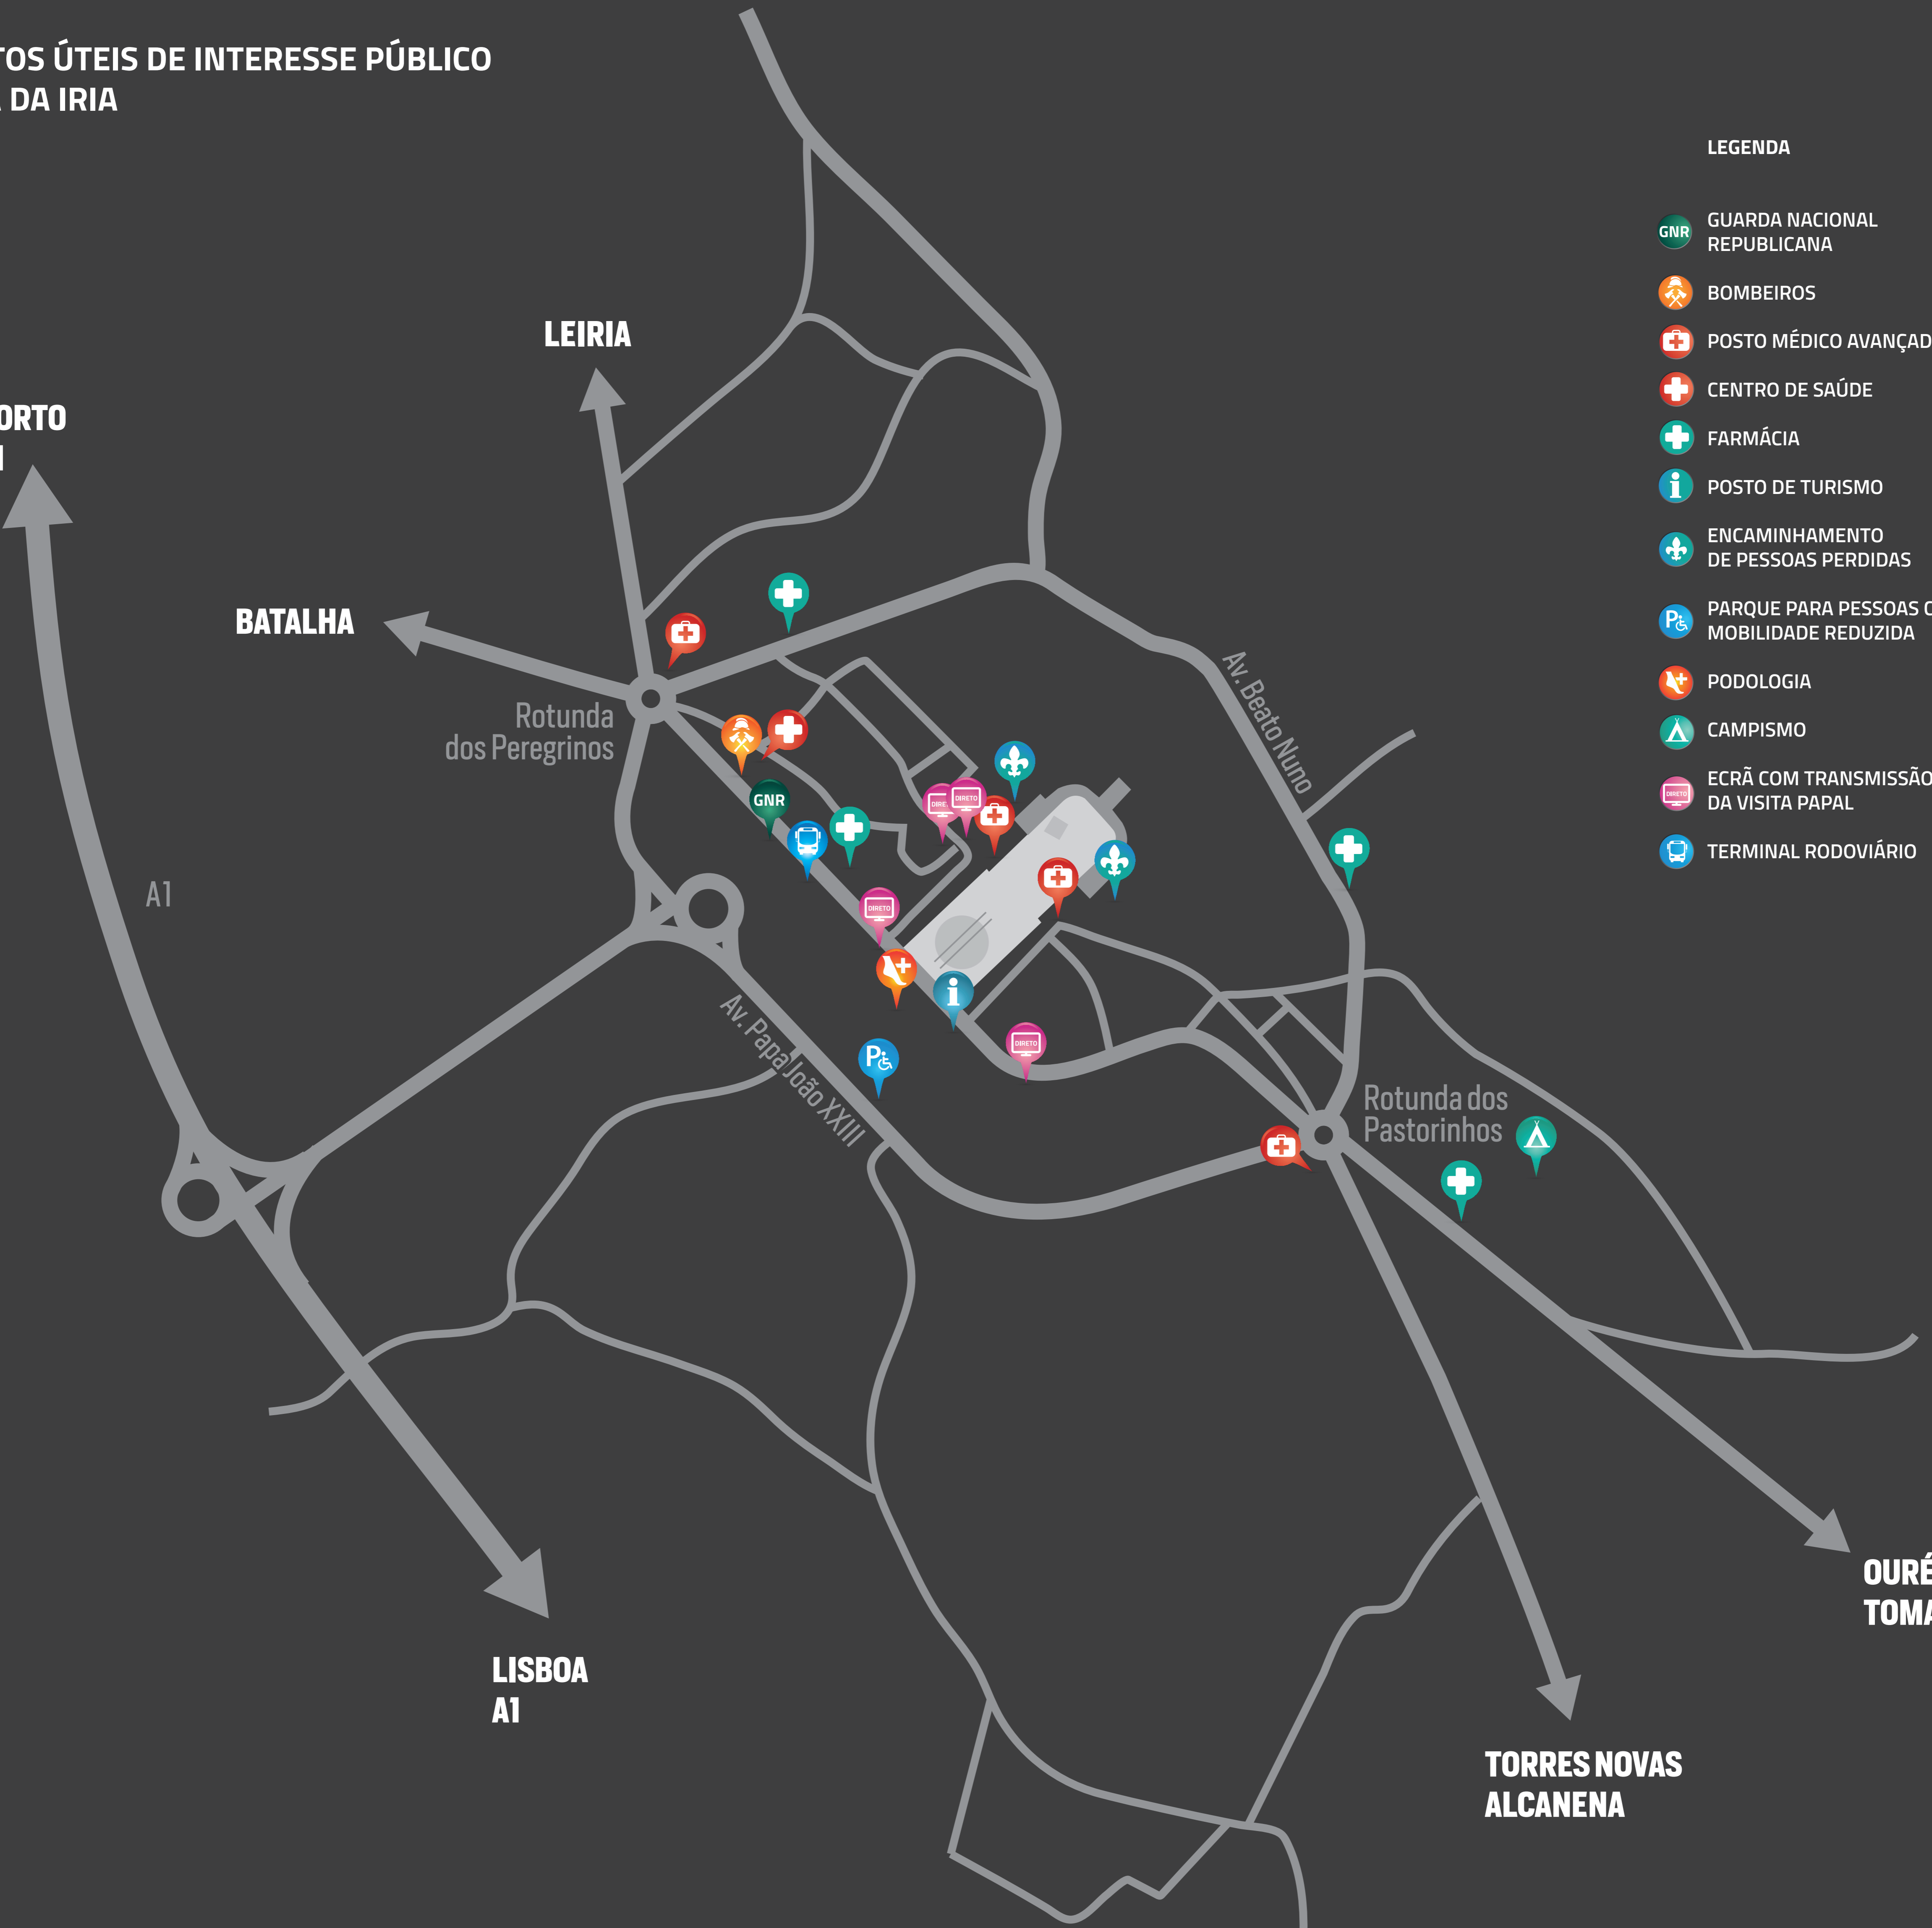 TOS ÚTEIS DE INTERESSE PÚBLICO
DA IRIA
LEGENDA
GNR
GUARDA NACIONAL
REPUBLICANA
BOMBEIROS
POSTO MÉDICO AVANÇAD
CENTRO DE SAÚDE
FARMÁCIA
POSTO DE TURISMO
ENCAMINHAMENTO
DE PESSOAS PERDIDAS
P
PARQUE PARA PESSOAS C
MOBILIDADE REDUZIDA
PODOLOGIA
CAMPISMO
DIRETO
ECRÃ COM TRANSMISSÃO
DA VISITA PAPAL
TERMINAL RODOVIÁRIO
LEIRIA
ORTO
BATALHA
Rotunda
dos Peregrinos
Av. Beato Nuno
GNR
DIRE
DIRETO
A1
DIRETO
Av. Papa João XXIII
DIRETO
P
Rotunda dos
Pastorinhos
OURÉ
TOMA
LISBOA
A1
TORRES NOVAS
ALCANENA